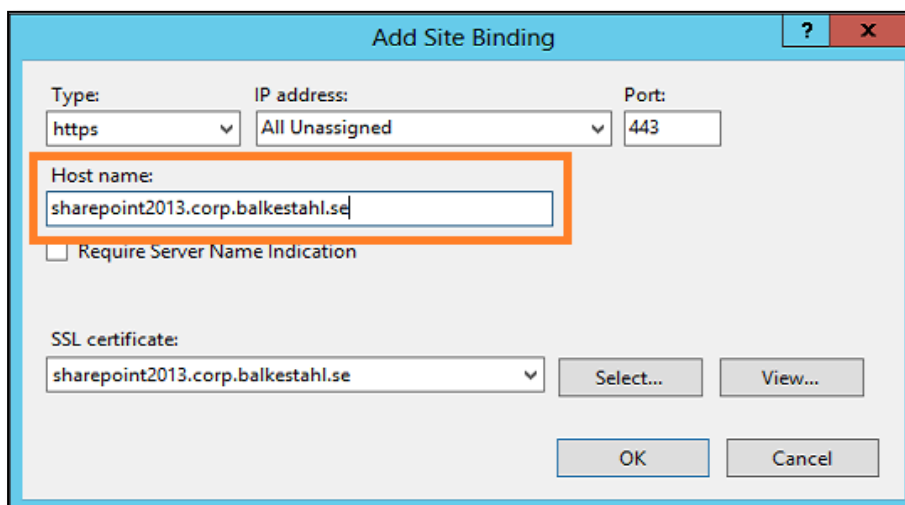 Add Site Binding
? x
Type: IP address: Port:
https All Unassigned 443
Host name:
sharepoint2013.corp.balkestahl.se
Require Server Name Indication
SSL certificate:
sharepoint2013.corp.balkestahl.se Select... View...
OK Cancel